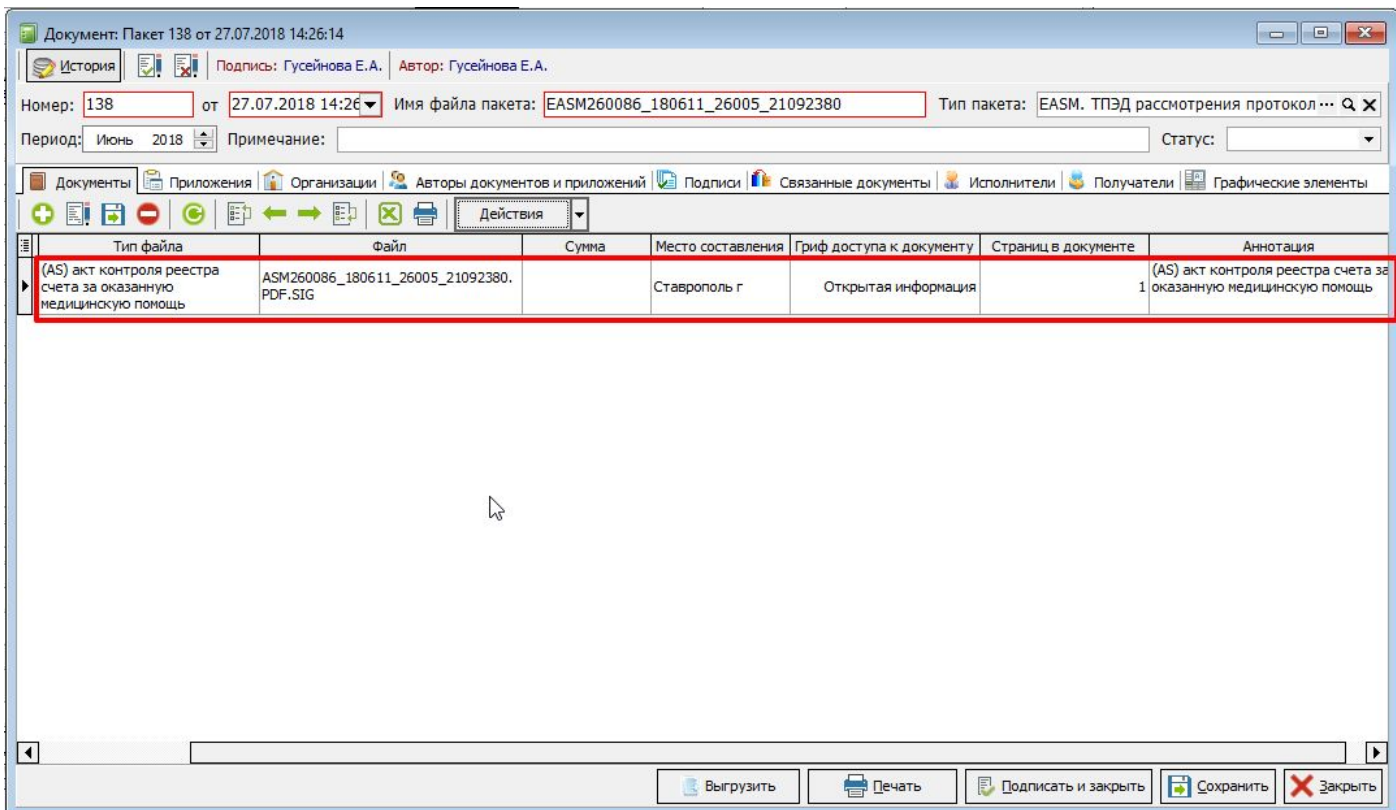 Документ: Пакет 138 от 27.07.2018 14:26:14
История Подпись: Гусейнова Е.А. Автор: Гусейнова Е.А.
Номер: 138 от 27.07.2018 14:26 Имя файла пакета: EASM260086_180611_26005_21092380 Тип пакета: EASM. ТПЭД рассмотрения протокол ...
Период: Июнь 2018 Примечание: Статус:
Документы Приложения Организации Авторы документов и приложений Подписи Связанные документы Исполнители Получатели Графические элементы
Действия
Тип файла Файл Сумма Место составления Гриф доступа к документу Страниц в документе Аннотация
(AS) акт контроля реестра
счета за оказанную
медицинскую помощь
ASM260086_180611_26005_21092380.
PDF.SIG
Ставрополь г Открытая информация 1
(AS) акт контроля реестра счета за
оказанную медицинскую помощь
Выгрузить Печать Подписать и закрыть Сохранить Закрыть